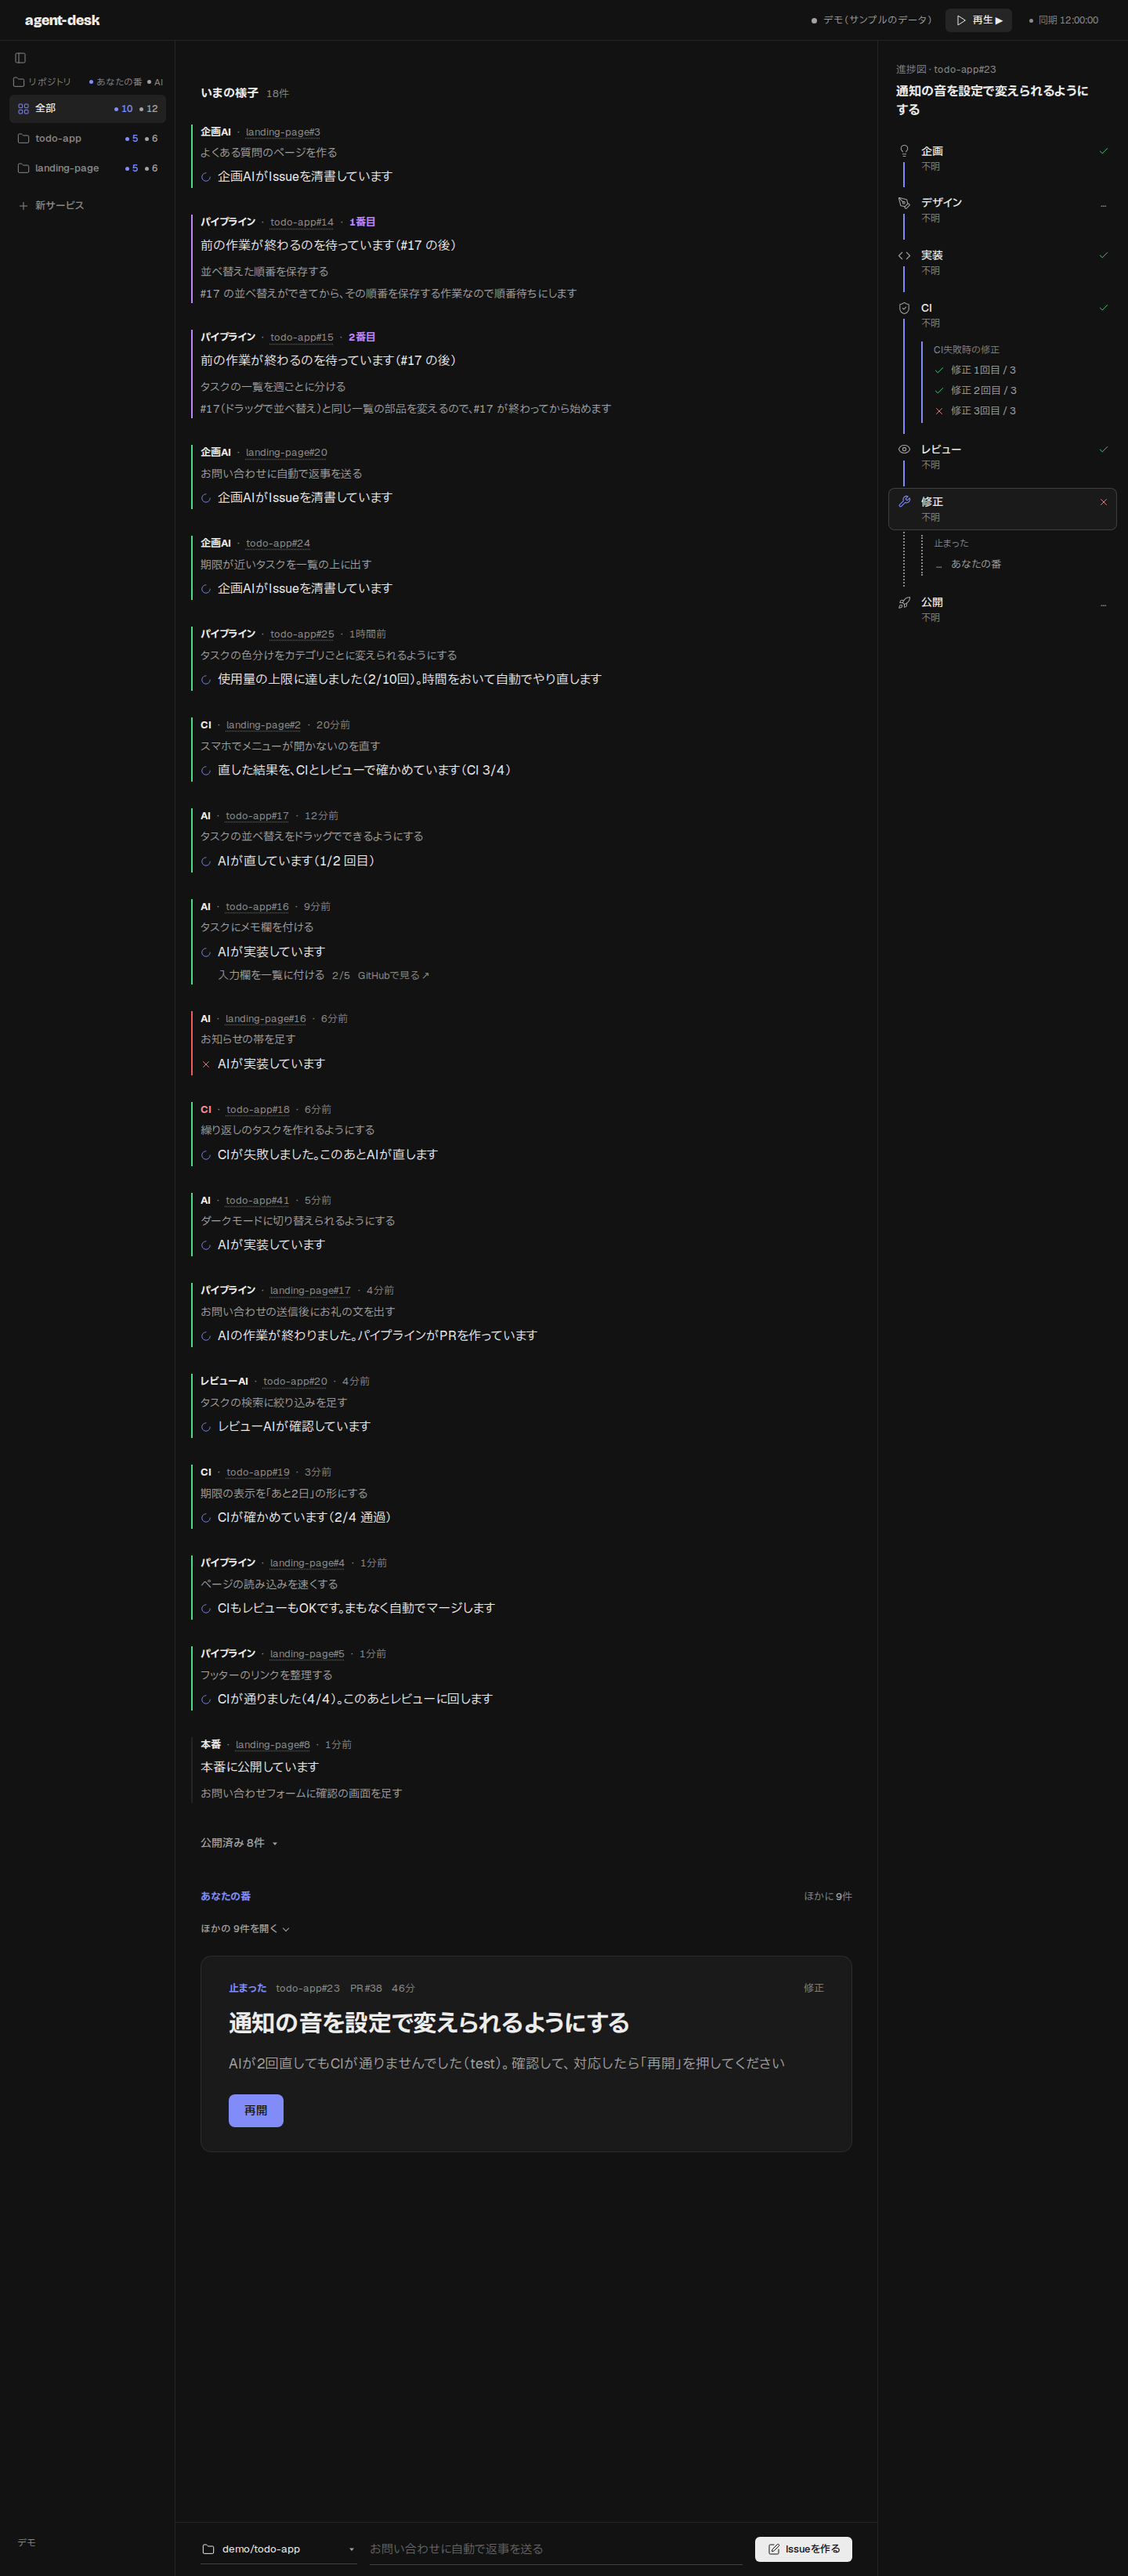 agent-desk
デモ（サンプルのデータ）
再生 ▶
同期 12:00:00
リポジトリ
あなたの番
AI
全部
10
12
todo-app
5
6
landing-page
5
6
新サービス
デモ
いまの様子 18件
企画AI · landing-page#3
よくある質問のページを作る
企画AIがIssueを清書しています
パイプライン · todo-app#14 · 1番目
前の作業が終わるのを待っています（#17 の後）
並べ替えた順番を保存する
#17 の並べ替えができてから、その順番を保存する作業なので順番待ちにします
パイプライン · todo-app#15 · 2番目
前の作業が終わるのを待っています（#17 の後）
タスクの一覧を週ごとに分ける
#17（ドラッグで並べ替え）と同じ一覧の部品を変えるので、#17 が終わってから始めます
企画AI · landing-page#20
お問い合わせに自動で返事を送る
企画AIがIssueを清書しています
企画AI · todo-app#24
期限が近いタスクを一覧の上に出す
企画AIがIssueを清書しています
パイプライン · todo-app#25 · 1時間前
タスクの色分けをカテゴリごとに変えられるようにする
使用量の上限に達しました（2/10回）。時間をおいて自動でやり直します
CI · landing-page#2 · 20分前
スマホでメニューが開かないのを直す
直した結果を、CIとレビューで確かめています（CI 3/4）
AI · todo-app#17 · 12分前
タスクの並べ替えをドラッグでできるようにする
AIが直しています（1/2 回目）
AI · todo-app#16 · 9分前
タスクにメモ欄を付ける
AIが実装しています
入力欄を一覧に付ける 2/5 GitHubで見る ↗
AI · landing-page#16 · 6分前
お知らせの帯を足す
AIが実装しています
CI · todo-app#18 · 6分前
繰り返しのタスクを作れるようにする
CIが失敗しました。このあとAIが直します
AI · todo-app#41 · 5分前
ダークモードに切り替えられるようにする
AIが実装しています
パイプライン · landing-page#17 · 4分前
お問い合わせの送信後にお礼の文を出す
AIの作業が終わりました。パイプラインがPRを作っています
レビューAI · todo-app#20 · 4分前
タスクの検索に絞り込みを足す
レビューAIが確認しています
CI · todo-app#19 · 3分前
期限の表示を「あと2日」の形にする
CIが確かめています（2/4 通過）
パイプライン · landing-page#4 · 1分前
ページの読み込みを速くする
CIもレビューもOKです。まもなく自動でマージします
パイプライン · landing-page#5 · 1分前
フッターのリンクを整理する
CIが通りました（4/4）。このあとレビューに回します
本番 · landing-page#8 · 1分前
本番に公開しています
お問い合わせフォームに確認の画面を足す
公開済み 8件
あなたの番
ほかに 9件
ほかの 9件を開く
止まった todo-app#23 PR#38 46分
修正
通知の音を設定で変えられるようにする
AIが2回直してもCIが通りませんでした（test）。確認して、対応したら「再開」を押してください
再開
demo/todo-app
お問い合わせに自動で返事を送る
Issueを作る
進捗図 · todo-app#23
通知の音を設定で変えられるように
する
企画
不明
デザイン
不明
実装
不明
CI
不明
CI失敗時の修正
修正 1回目 / 3
修正 2回目 / 3
修正 3回目 / 3
レビュー
不明
修正
不明
止まった
あなたの番
公開
不明